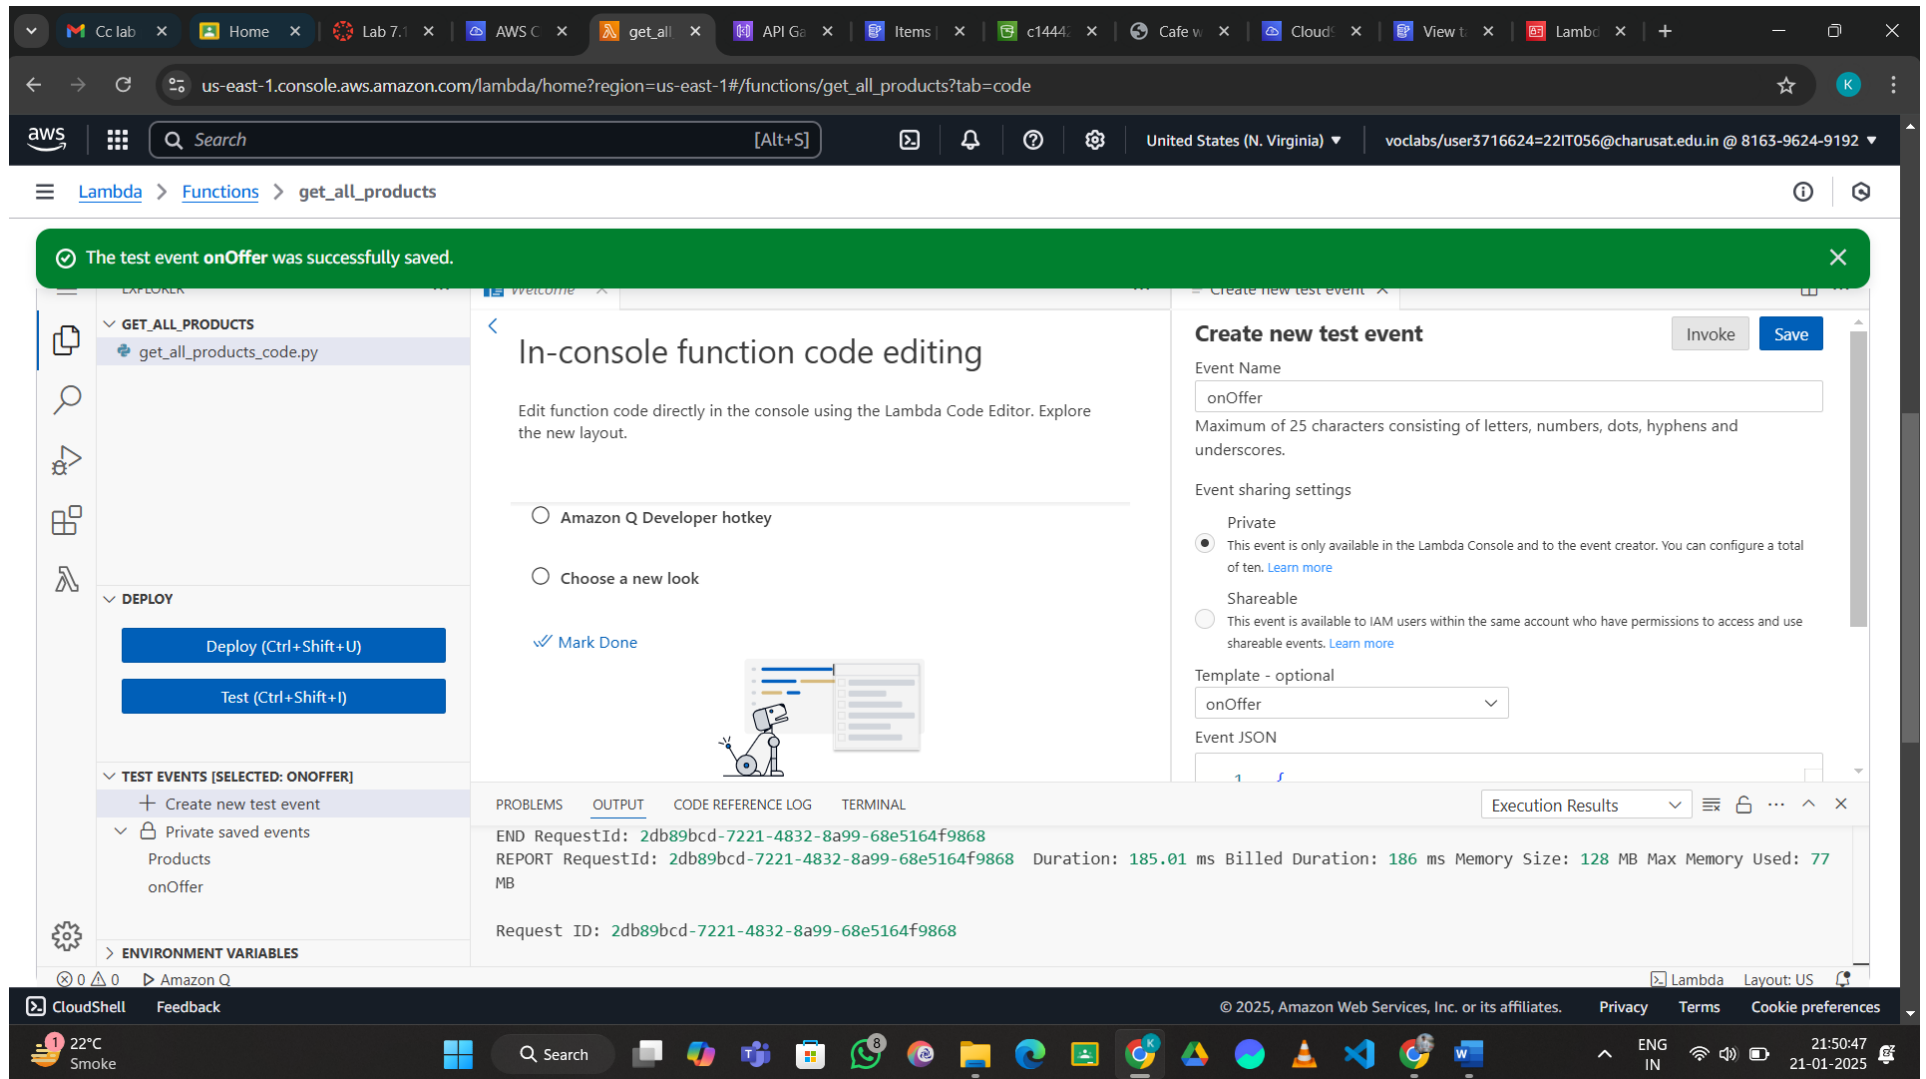 Cc lab
Home
Lab 7.1
AWS C
get_all
API Ga
Items
c1444
Cafe w
Cloud
View t
Lambd
us-east-1.console.aws.amazon.com/lambda/home?region=us-east-1#/functions/get_all_products?tab=code
K
aws
Search
[Alt+S]
United States (N. Virginia)
voclabs/user3716624=22IT056@charusat.edu.in @ 8163-9624-9192
Lambda > Functions > get_all_products
The test event onOffer was successfully saved.
EXPLORER
Welcome
Create new test event
GET_ALL_PRODUCTS
get_all_products_code.py
In-console function code editing
Edit function code directly in the console using the Lambda Code Editor. Explore
the new layout.
Amazon Q Developer hotkey
Choose a new look
Mark Done
Create new test event
Invoke
Save
Event Name
onOffer
Maximum of 25 characters consisting of letters, numbers, dots, hyphens and
underscores.
Event sharing settings
Private
This event is only available in the Lambda Console and to the event creator. You can configure a total
of ten. Learn more
Shareable
This event is available to IAM users within the same account who have permissions to access and use
shareable events. Learn more
Template - optional
onOffer
Event JSON
1 {
DEPLOY
Deploy (Ctrl+Shift+U)
Test (Ctrl+Shift+I)
TEST EVENTS [SELECTED: ONOFFER]
Create new test event
Private saved events
Products
onOffer
ENVIRONMENT VARIABLES
PROBLEMS
OUTPUT
CODE REFERENCE LOG
TERMINAL
Execution Results
END RequestId: 2db89bcd-7221-4832-8a99-68e5164f9868
REPORT RequestId: 2db89bcd-7221-4832-8a99-68e5164f9868 Duration: 185.01 ms Billed Duration: 186 ms Memory Size: 128 MB Max Memory Used: 77
MB
Request ID: 2db89bcd-7221-4832-8a99-68e5164f9868
0 0 Amazon Q
Lambda Layout: US
CloudShell
Feedback
© 2025, Amazon Web Services, Inc. or its affiliates.
Privacy
Terms
Cookie preferences
1
22°C
Smoke
Search
8
K
ENG
IN
21:50:47
21-01-2025